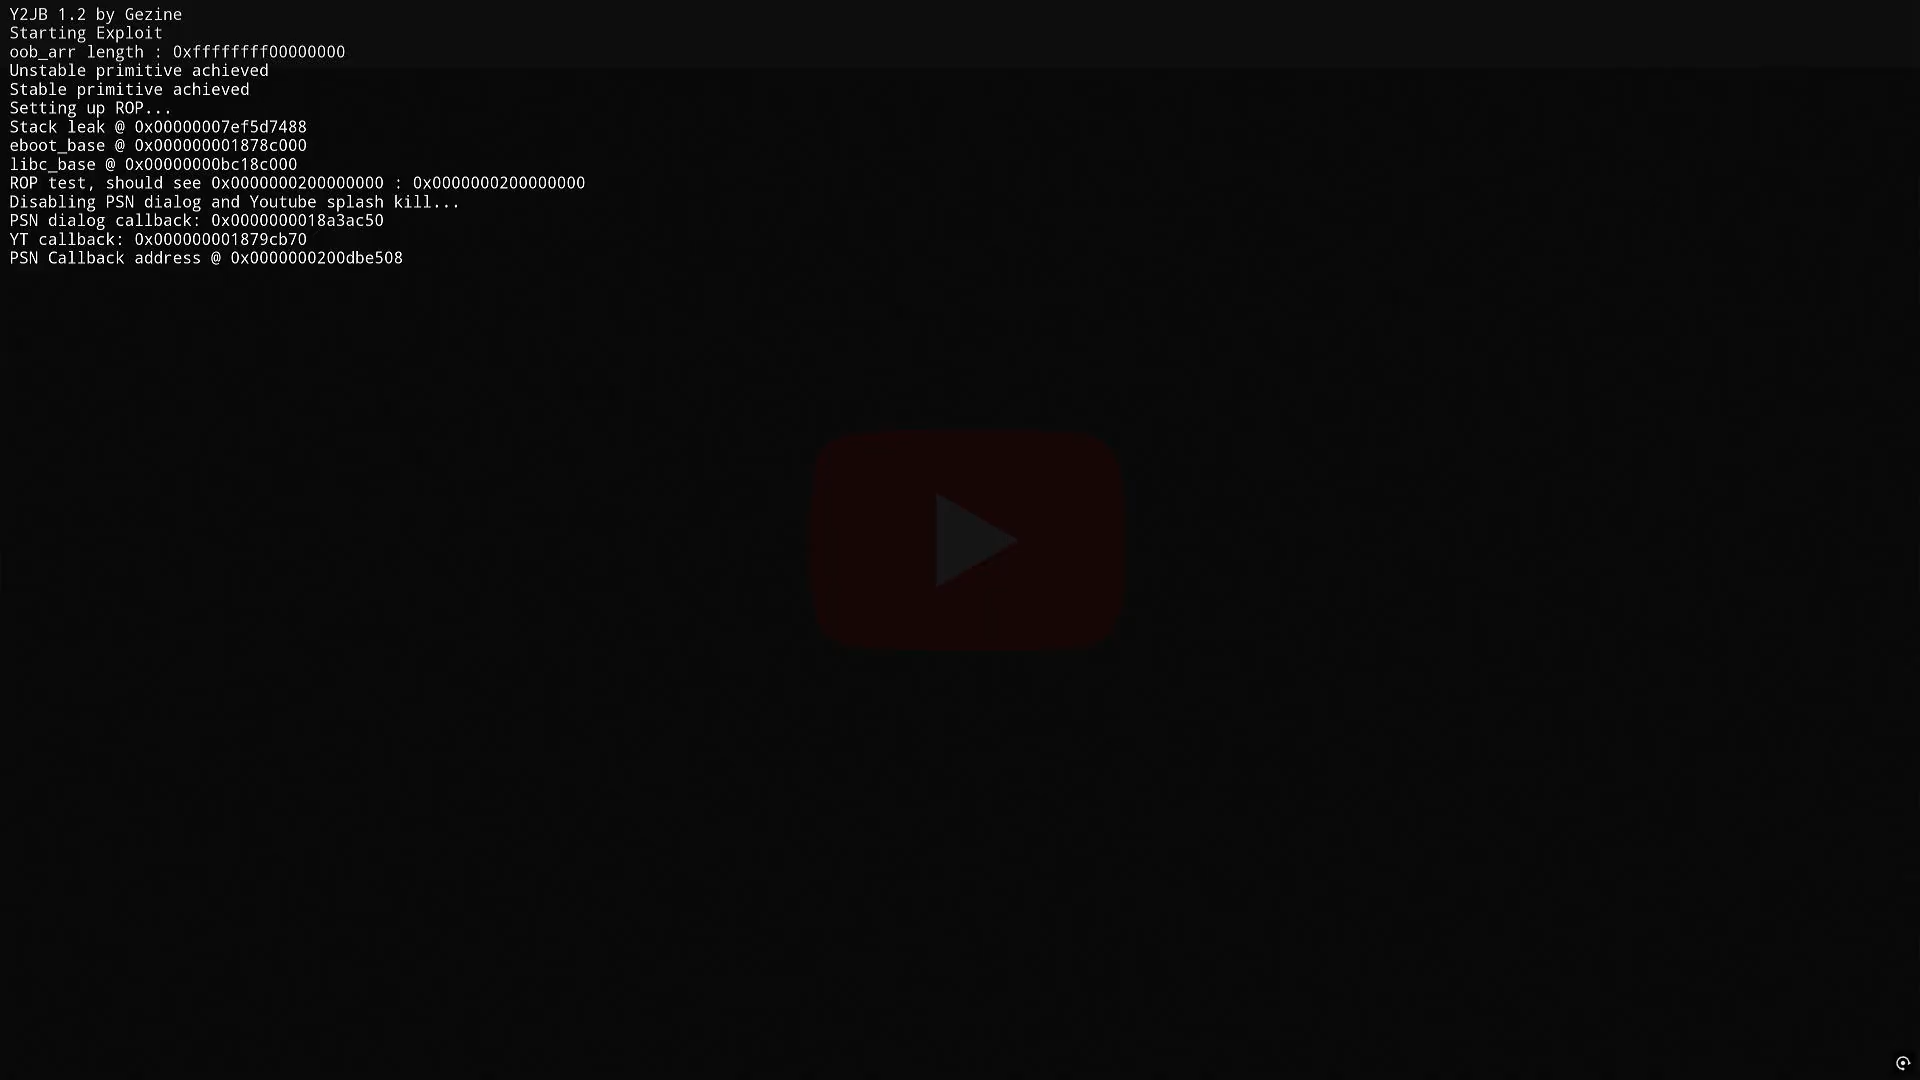 Y2JB 1.2 by Gezine
Starting Exploit
oob_arr length : 0xffffffff00000000
Unstable primitive achieved
Stable primitive achieved
Setting up ROP...
Stack leak @ 0x00000007ef5d7488
eboot_base @ 0x000000001878c000
libc_base @ 0x00000000bc18c000
ROP test, should see 0x0000000200000000 : 0x0000000200000000
Disabling PSN dialog and Youtube splash kill...
PSN dialog callback: 0x0000000018a3ac50
YT callback: 0x000000001879cb70
PSN Callback address @ 0x0000000200dbe508